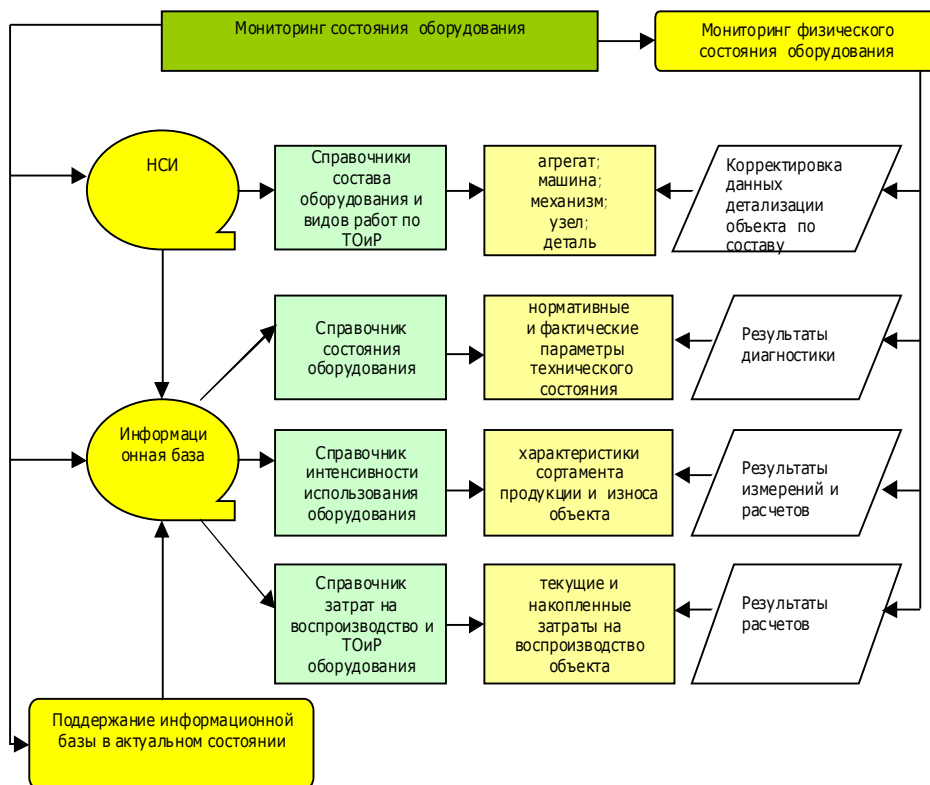 Мониторинг состояния оборудования
Мониторинг физического
состояния оборудования
НСИ
Справочники
состава
оборудования и
видов работ по
ТОиР
агрегат;
машина;
механизм;
узел;
деталь
Корректировка
данных
детализации
объекта по
составу
Справочник
состояния
оборудования
нормативные
и фактические
параметры
технического
состояния
Результаты
диагностики
Информаци
онная база
Справочник
интенсивности
использования
оборудования
характеристики
сортамента
продукции и износа
объекта
Результаты
измерений и
расчетов
Справочник
затрат на
воспроизводство и
ТОиР
оборудования
текущие и
накопленные
затраты на
воспроизводство
объекта
Результаты
расчетов
Поддержание информационной
базы в актуальном состоянии